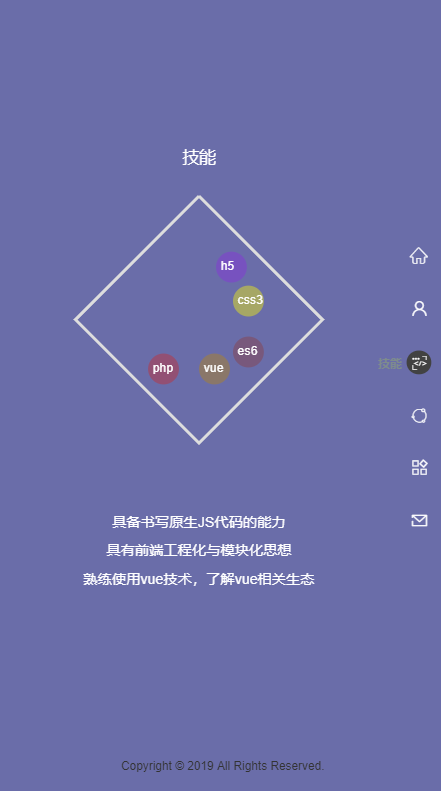 技能
h5
css3
es6
php
vue
技能
具备书写原生JS代码的能力
具有前端工程化与模块化思想
熟练使用vue技术，了解vue相关生态
Copyright © 2019 All Rights Reserved.